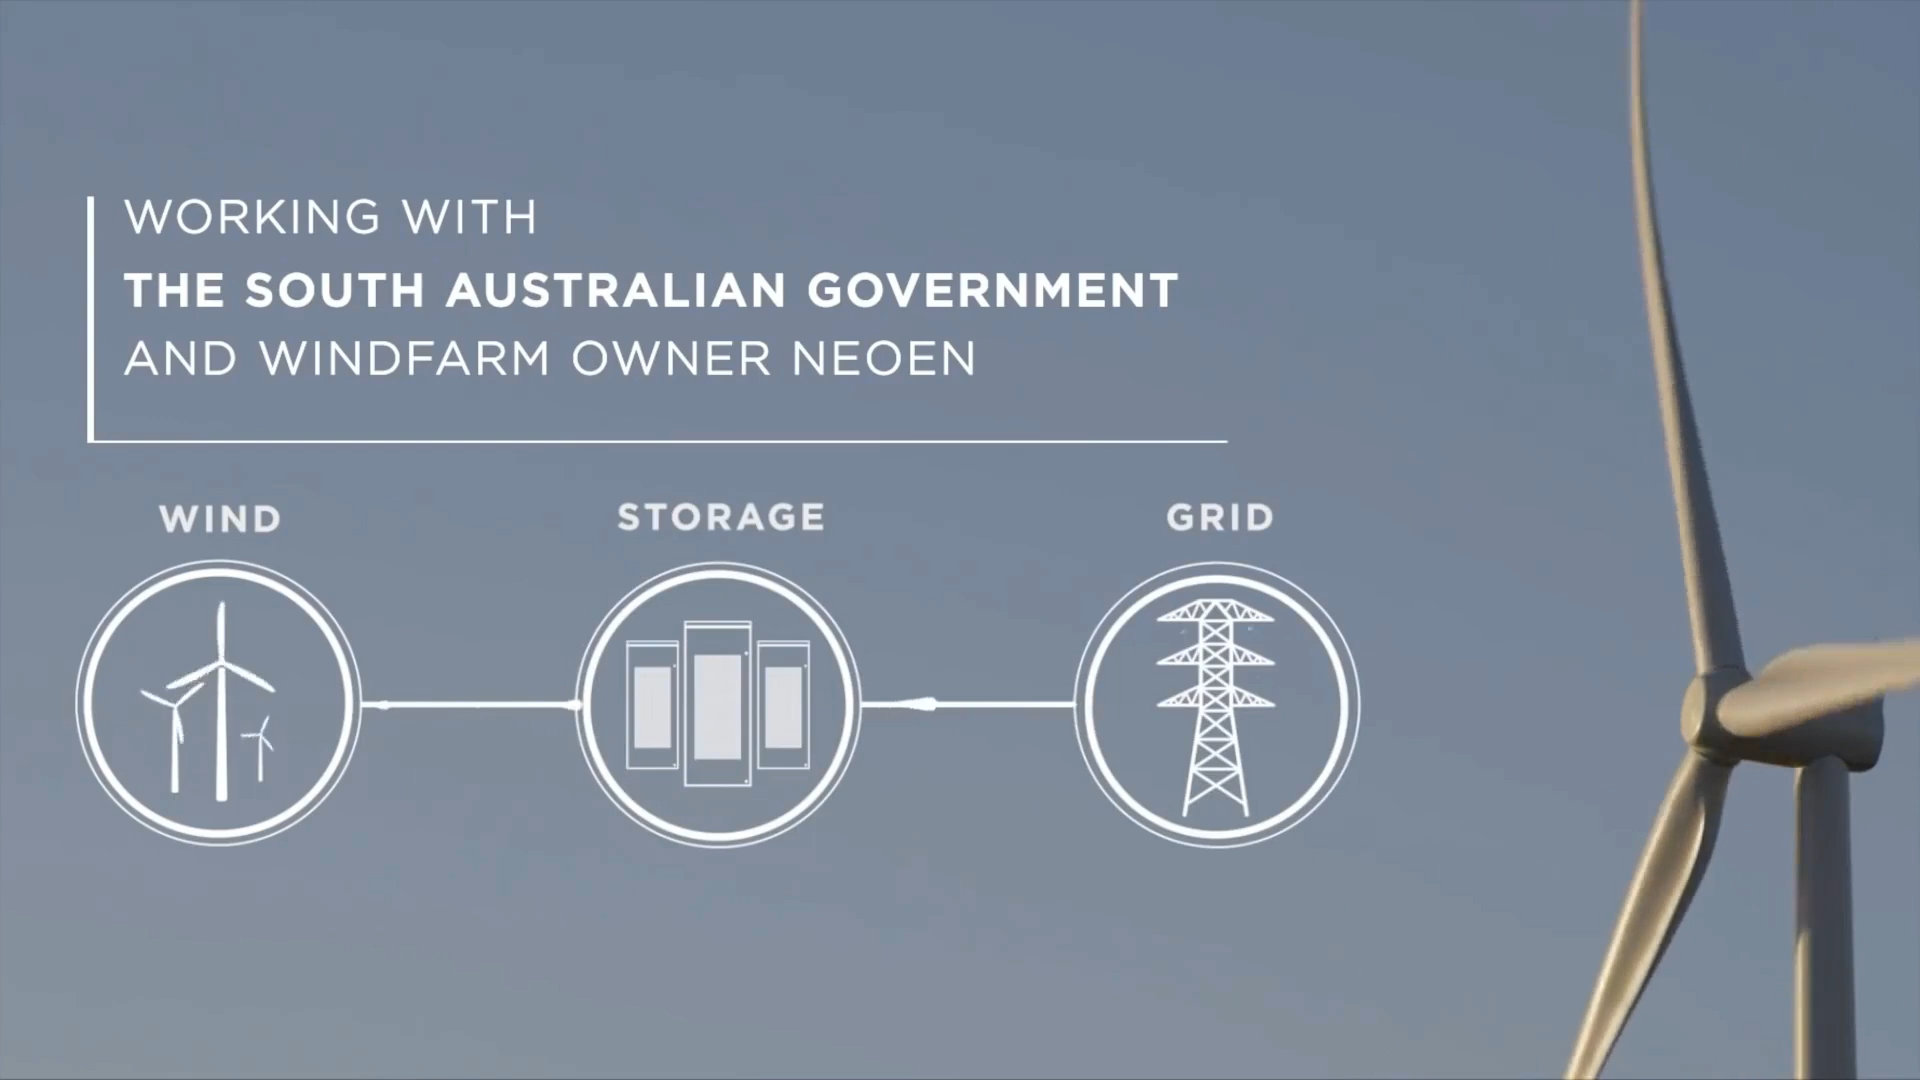 WORKING WITH
THE SOUTH AUSTRALIAN GOVERNMENT
AND WINDFARM OWNER NEOEN
WIND
STORAGE
GRID